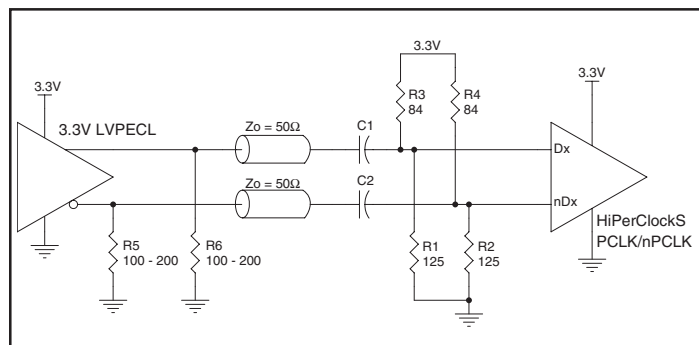 3.3V
3.3V LVPECL
Zo = 50Ω
Zo = 50Ω
C1
C2
3.3V
R3
84
R4
84
3.3V
Dx
nDx
HiPerClockS
PCLK/nPCLK
R5
100 - 200
R6
100 - 200
R1
125
R2
125